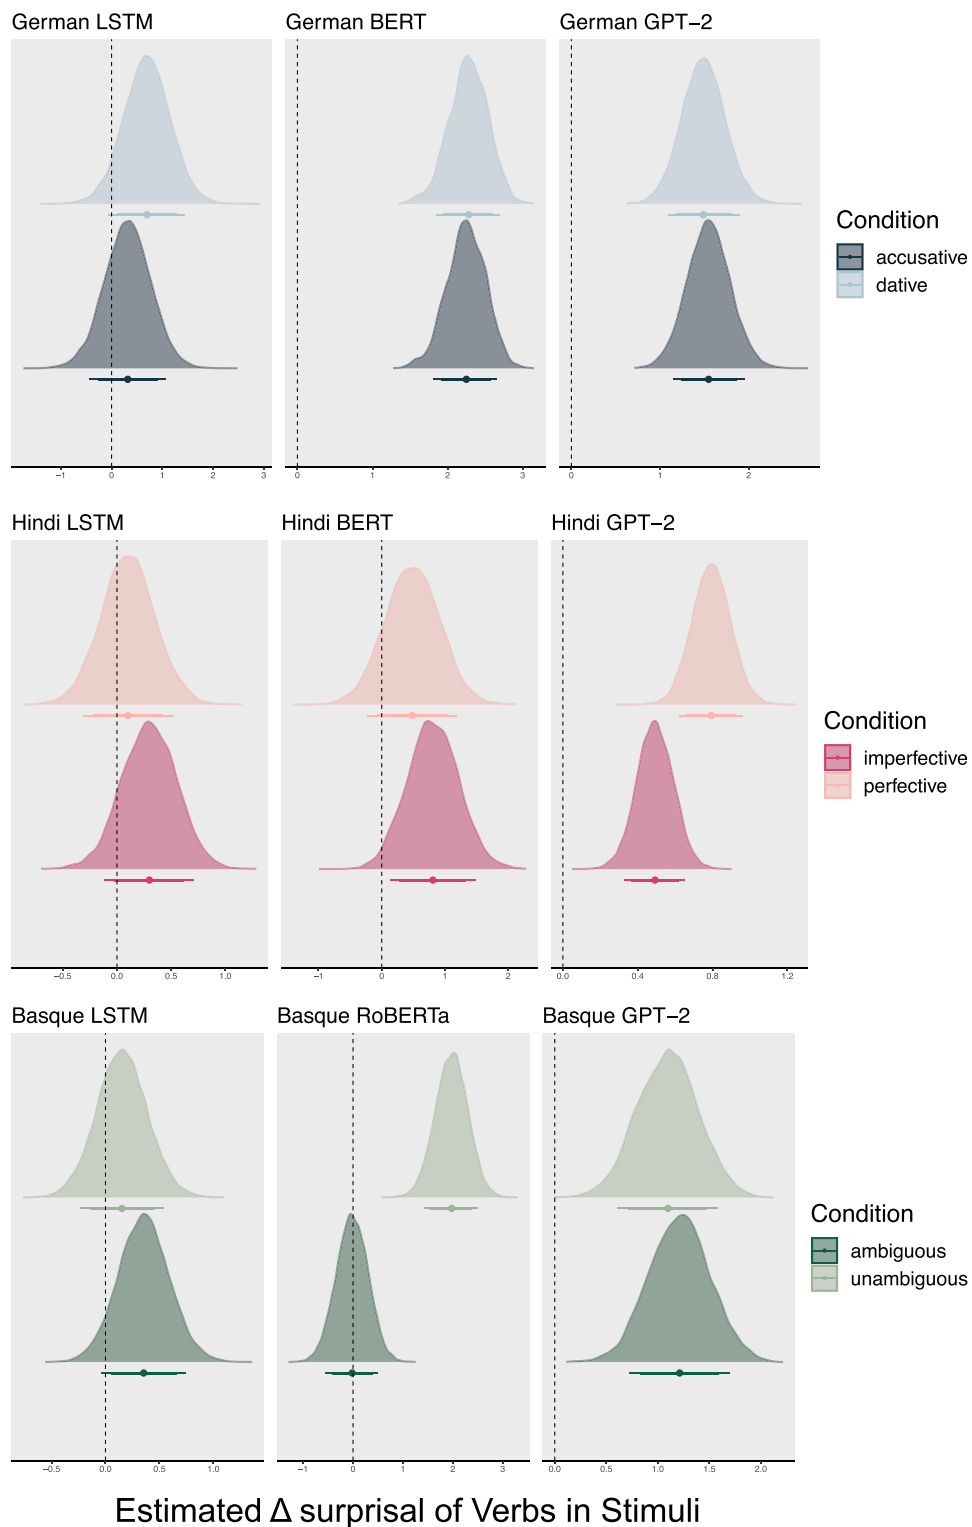 German LSTM
German BERT
German GPT−2
−1 0 1 2 3
0 1 2 3
0 1 2
Condition
accusative
dative
Hindi LSTM
Hindi BERT
Hindi GPT−2
−0.5 0.0 0.5 1.0
−1 0 1 2
0.0 0.4 0.8 1.2
Condition
imperfective
perfective
Basque LSTM
Basque RoBERTa
Basque GPT−2
−0.5 0.0 0.5 1.0
−1 0 1 2 3
0.0 0.5 1.0 1.5 2.0
Condition
ambiguous
unambiguous
Estimated Δ surprisal of Verbs in Stimuli